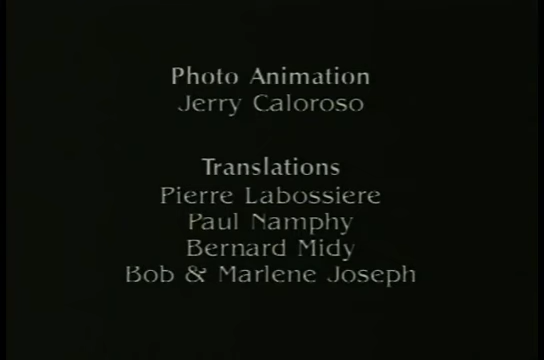 Photo Animation
Jerry Caloroso
Translations
Pierre Labossiere
Paul Namphy
Bernard Midy
Bob & Marlene Joseph